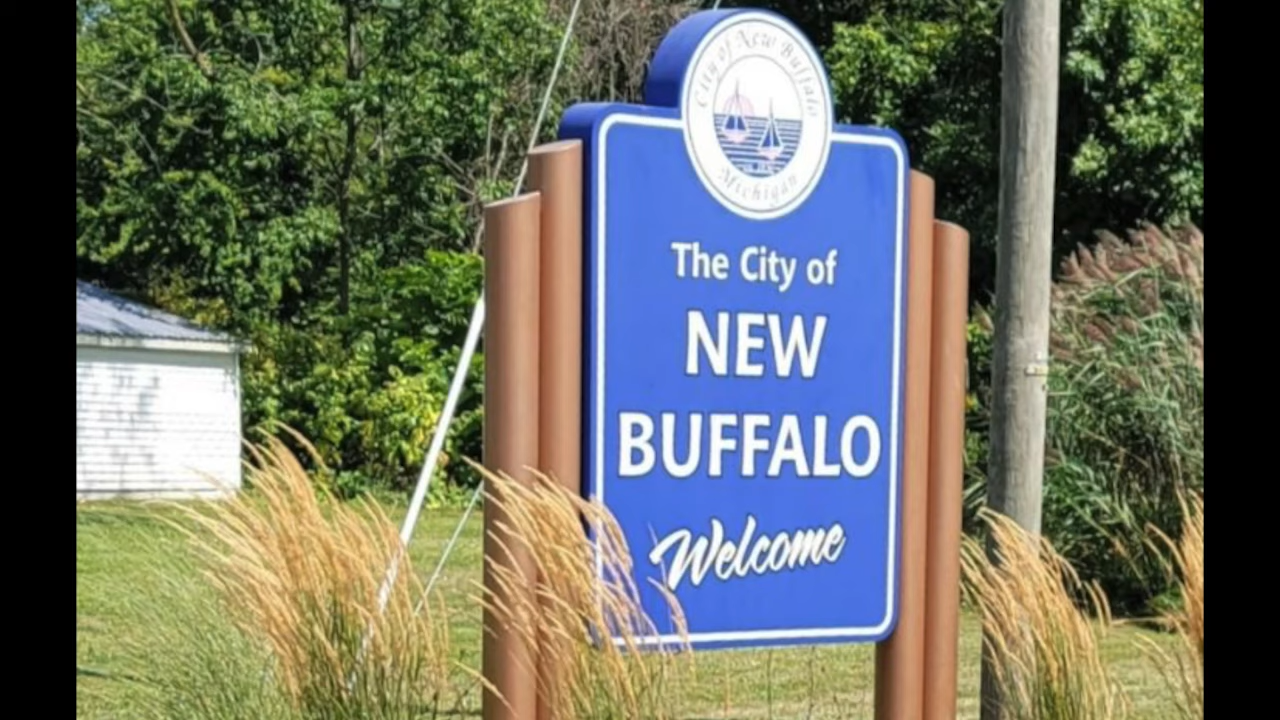 City of New Buffalo
Michigan
The City of
NEW
BUFFALO
Welcome